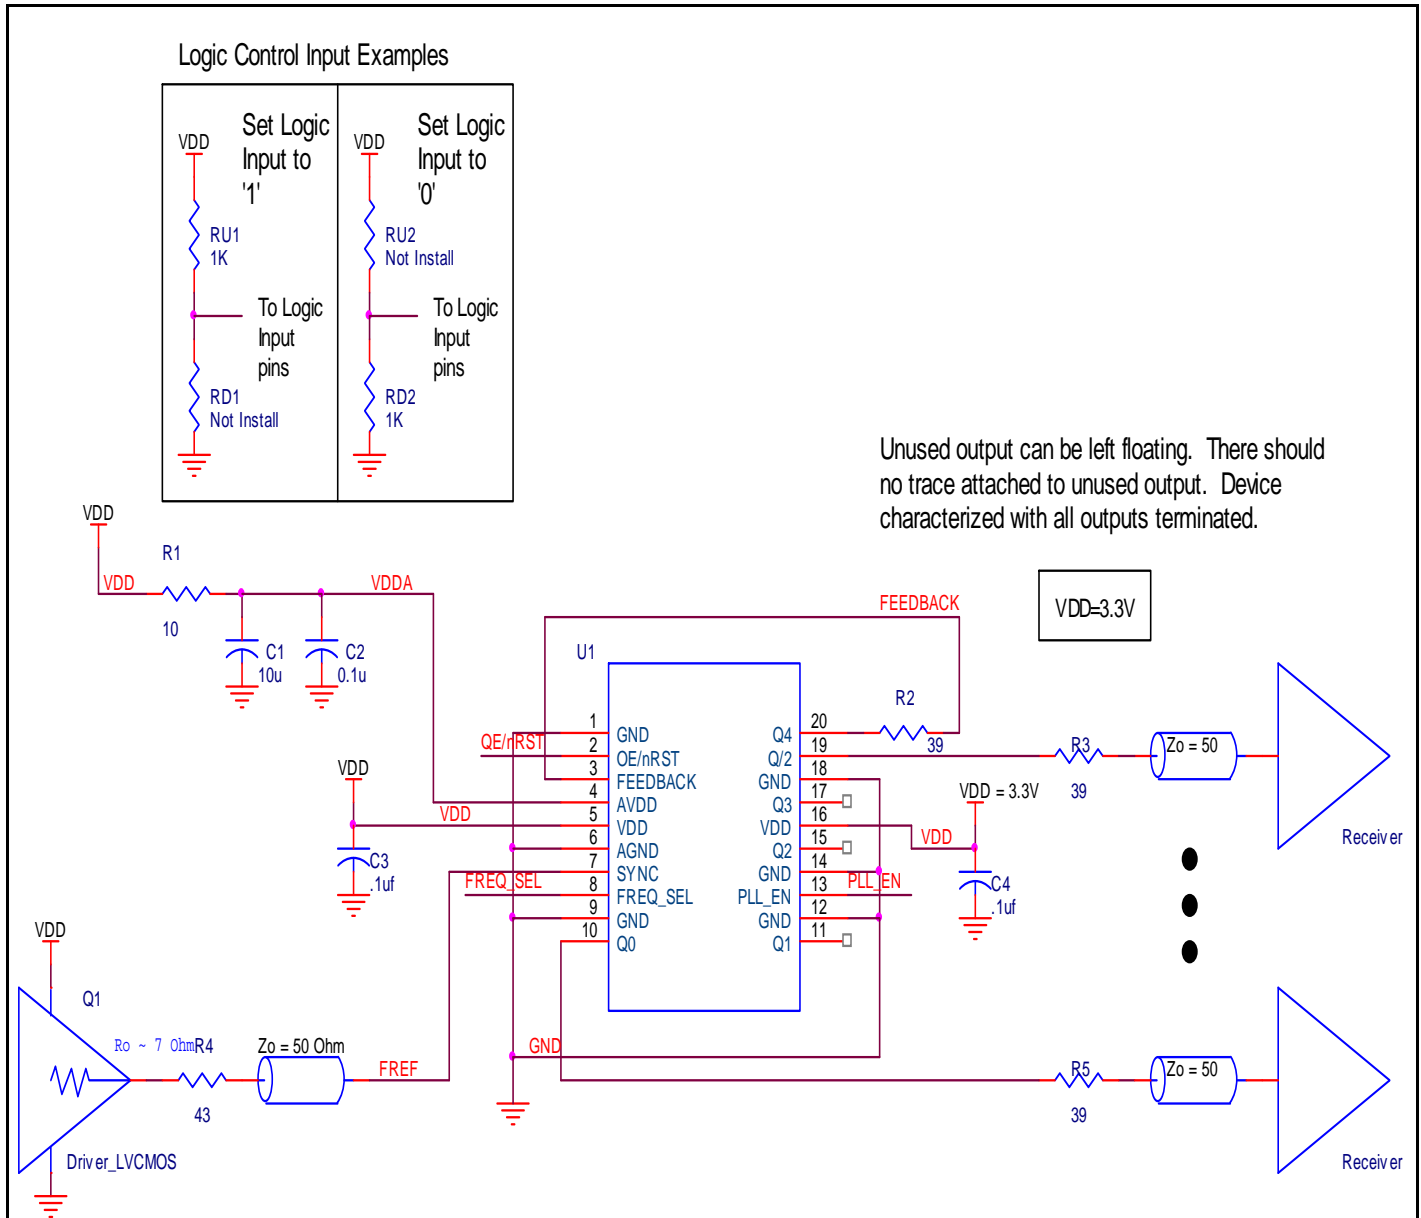 Logic Control Input Examples
VDD
Set Logic
Input to
'1'
RU1
1K
To Logic
Input
pins
RD1
Not Install
VDD
Set Logic
Input to
'0'
RU2
Not Install
To Logic
Input
pins
RD2
1K
Unused output can be left floating. There should
no trace attached to unused output. Device
characterized with all outputs terminated.
VDD=3.3V
VDD
VDD
R1
10
VDDA
C1
10u
C2
0.1u
FEEDBACK
U1
R2
39
QE/nRST
1 GND
2 OE/nRST
3 FEEDBACK
4 AVDD
5 VDD
6 AGND
7 SYNC
8 FREQ_SEL
9 GND
10 Q0
20 Q4
19 Q/2
18 GND
17 Q3
16 VDD
15 Q2
14 GND
13 PLL_EN
12 GND
11 Q1
VDD
VDD
C3
.1uf
FREQ_SEL
PLL_EN
VDD = 3.3V
VDD
C4
.1uf
R3
39
Zo = 50
Receiver
VDD
Q1
Ro ~ 7 Ohm
R4
43
Zo = 50 Ohm
FREF
Driver_LVCMOS
GND
R5
39
Zo = 50
Receiver